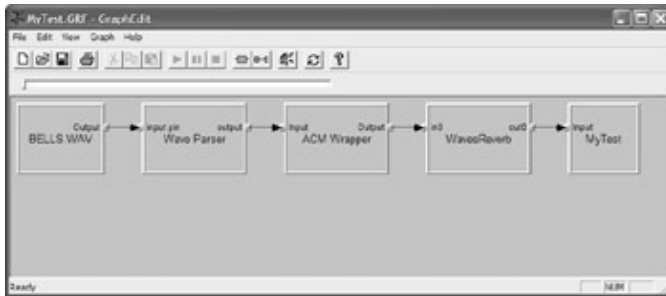 MyTest.GRF - GraphEdit
File Edit View Graph Help
Output
BELLS.WAV
Input pin output
Wave Parser
Input Output
ACM Wrapper
in0 out0
WavesReverb
Input
MyTest
Ready NUM